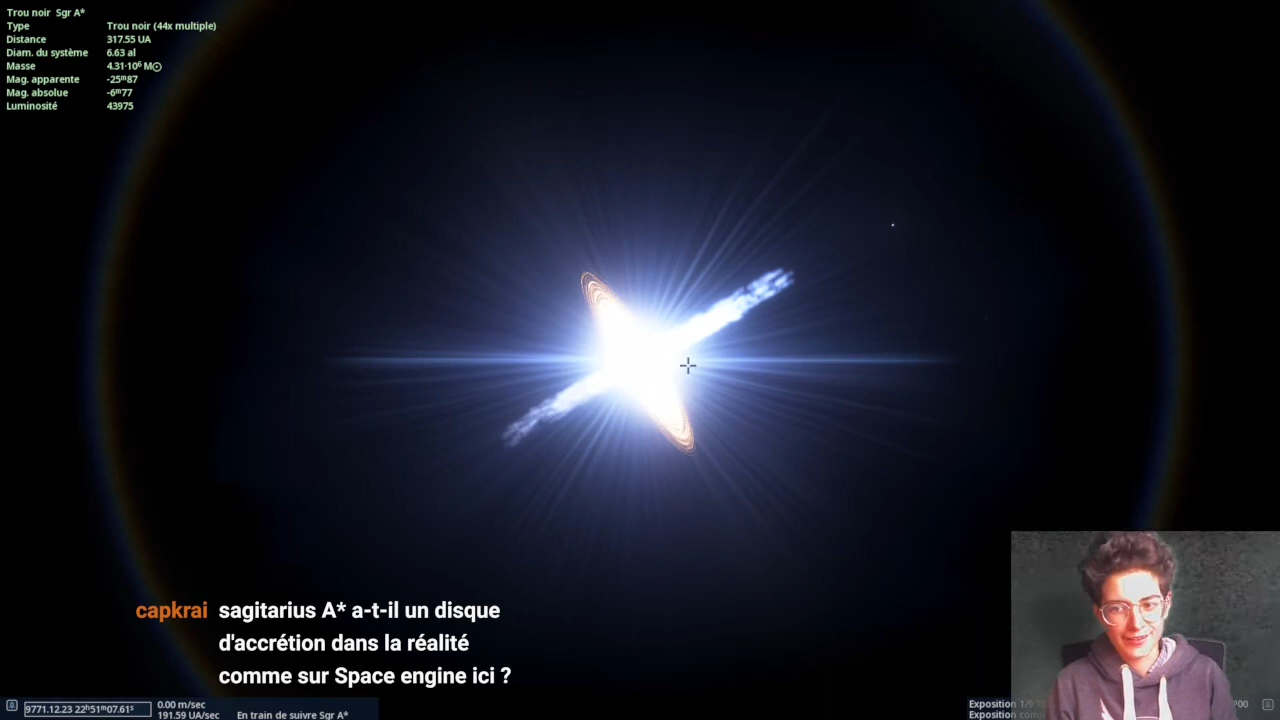 Trou noir Sgr A*
Type Trou noir (44x multiple)
Distance 317.55 UA
Diam. du système 6.63 al
Masse 4.31·10⁶ M☉
Mag. apparente -25ᵐ87
Mag. absolue -6ᵐ77
Luminosité 43975
capkrai sagitarius A* a-t-il un disque
d'accrétion dans la réalité
comme sur Space engine ici ?
9771.12.23 22ʰ51ᵐ07.61ˢ
0.00 m/sec
191.59 UA/sec
En train de suivre Sgr A*
Exposition
Exposition